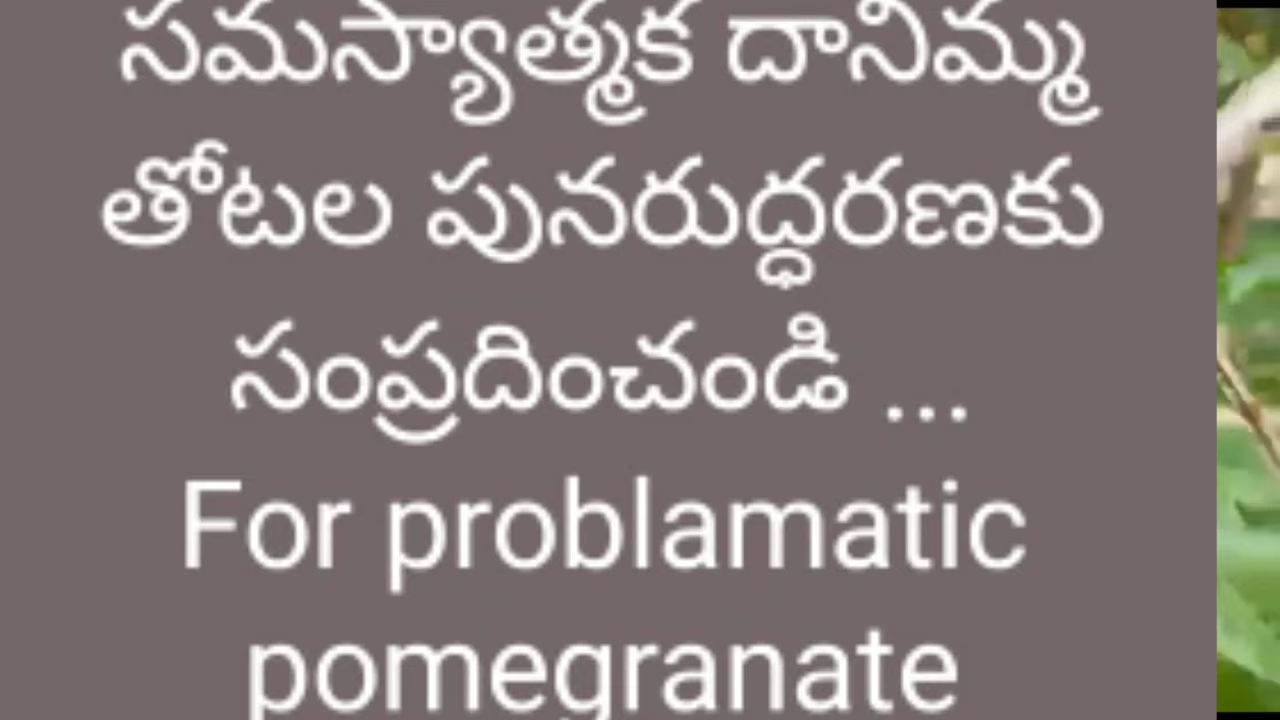 సమస్యాత్మక దానిమ్మ
తోటల పునరుద్ధరణకు
సంప్రదించండి ...
For problamatic
pomegranate